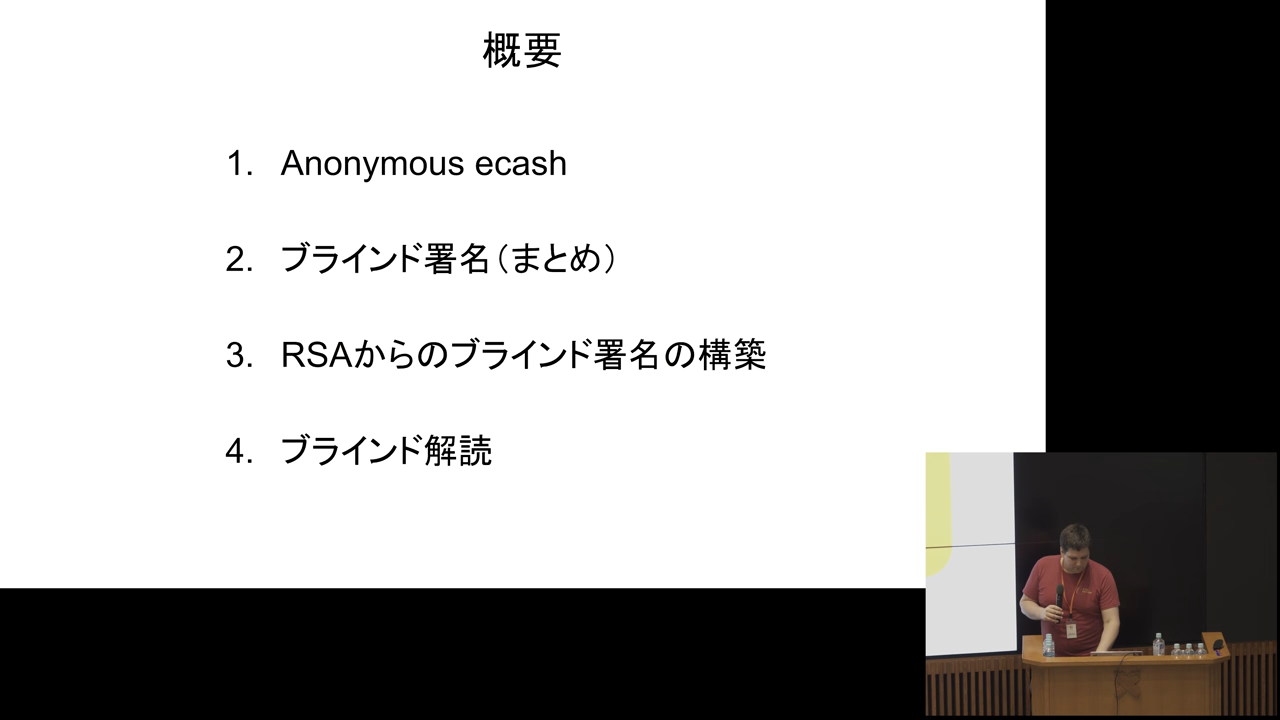 概要
1. Anonymous ecash
2. ブラインド署名（まとめ）
3. RSAからのブラインド署名の構築
4. ブラインド解読